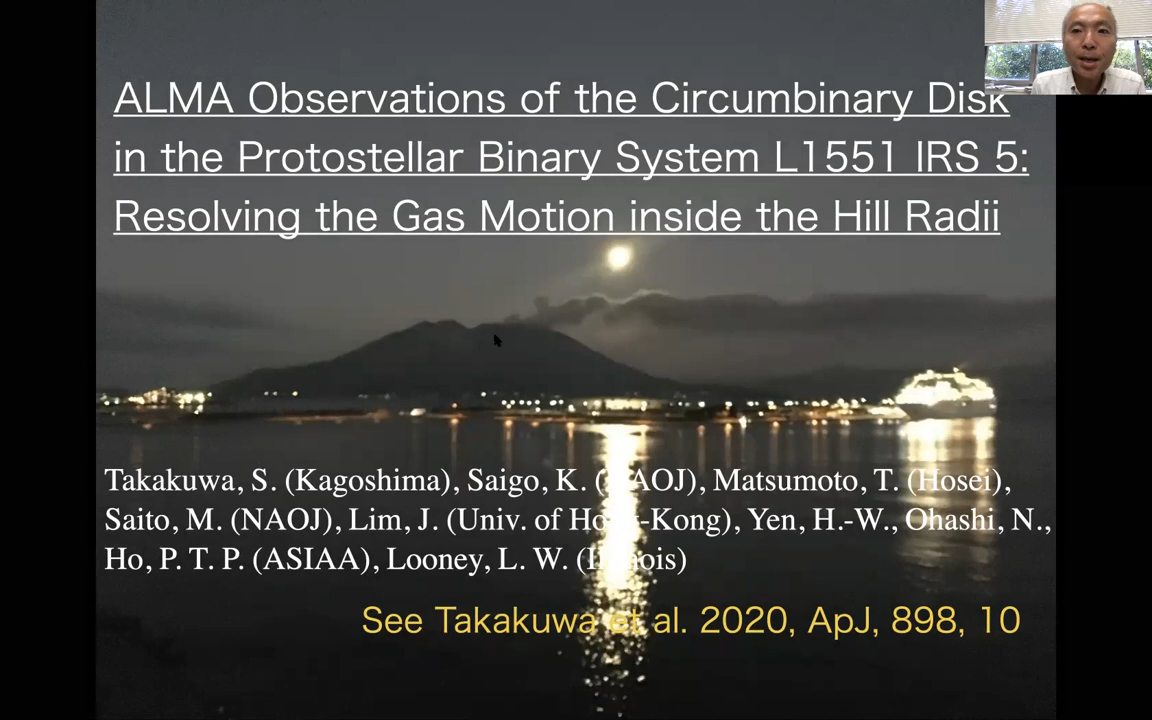 ALMA Observations of the Circumbinary Disk
in the Protostellar Binary System L1551 IRS 5:
Resolving the Gas Motion inside the Hill Radii
Takakuwa, S. (Kagoshima), Saigo, K. (NAOJ), Matsumoto, T. (Hosei),
Saito, M. (NAOJ), Lim, J. (Univ. of Hong-Kong), Yen, H.-W., Ohashi, N.,
Ho, P. T. P. (ASIAA), Looney, L. W. (Illinois)
See Takakuwa et al. 2020, ApJ, 898, 10